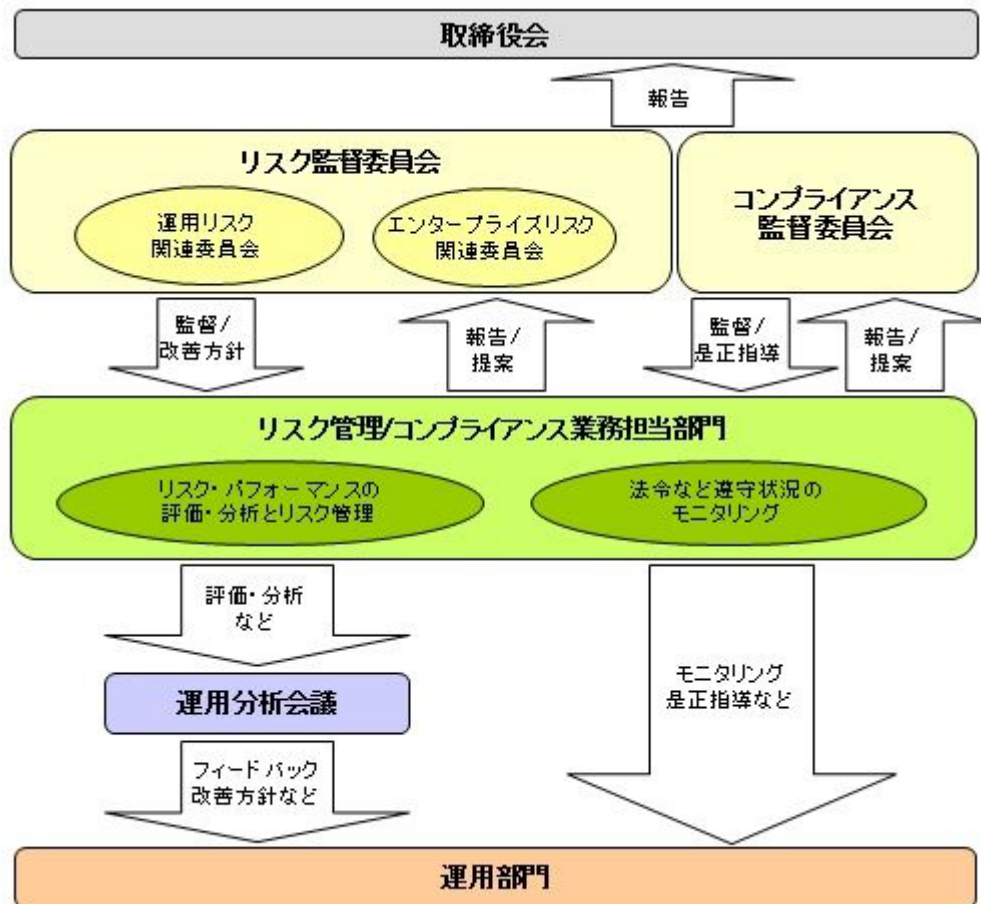 取締役会
報告
リスク監督委員会
運用リスク
関連委員会
エンタープライズリスク
関連委員会
コンプライアンス
監督委員会
監督/
改善方針
報告/
提案
監督/
是正指導
報告/
提案
リスク管理/コンプライアンス業務担当部門
リスク・パフォーマンスの
評価・分析とリスク管理
法令など遵守状況の
モニタリング
評価・分析
など
運用分析会議
モニタリング
是正指導など
フィードバック
改善方針など
運用部門